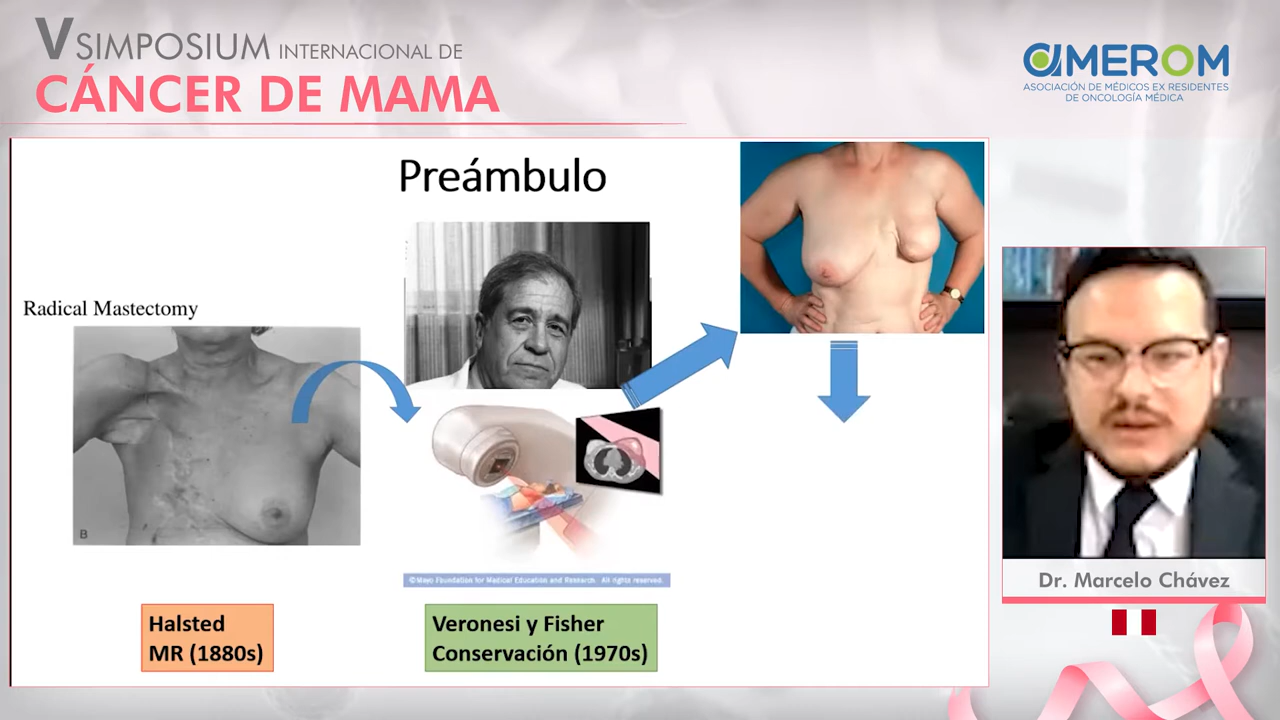 V SIMPOSIUM INTERNACIONAL DE
CÁNCER DE MAMA
AMEROM
ASOCIACIÓN DE MÉDICOS EX RESIDENTES
DE ONCOLOGÍA MÉDICA
Preámbulo
Radical Mastectomy
B
©Mayo Foundation for Medical Education and Research. All rights reserved.
Halsted
MR (1880s)
Veronesi y Fisher
Conservación (1970s)
Dr. Marcelo Chávez